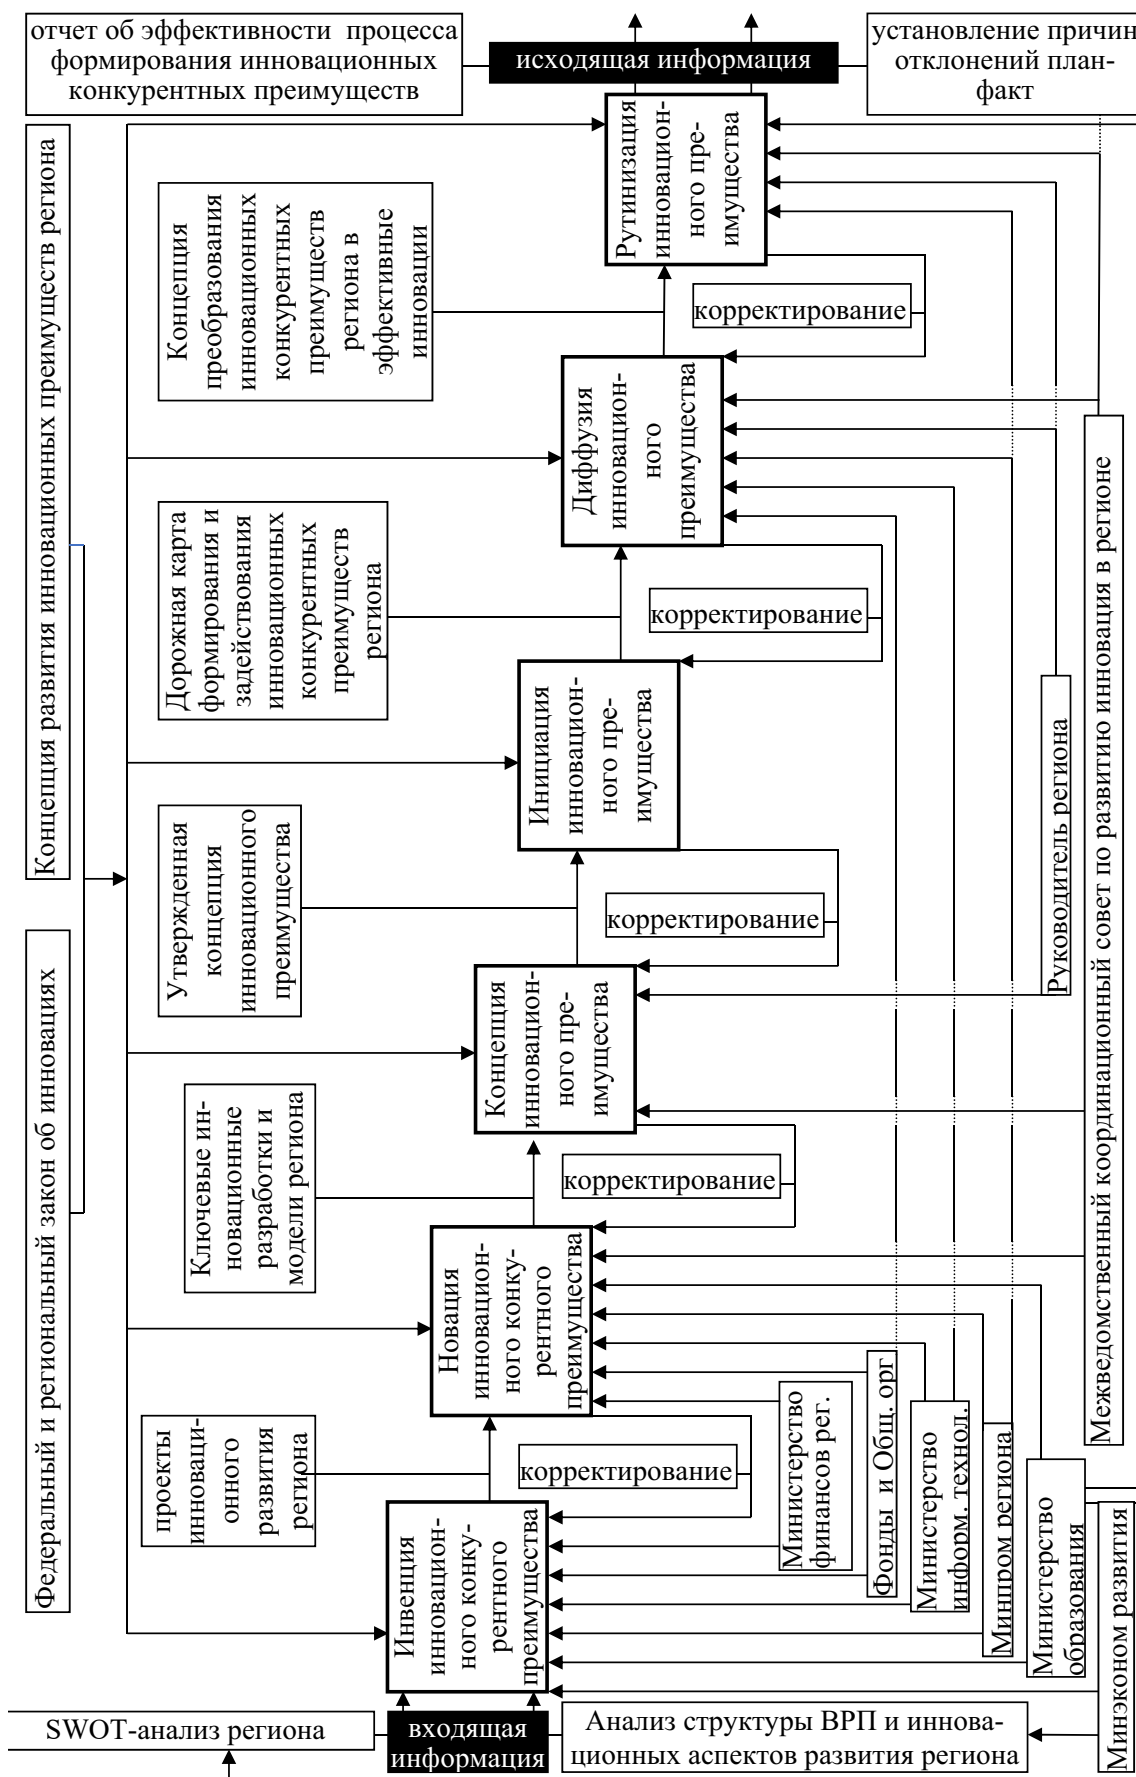 отчет об эффективности процесса
формирования инновационных
конкурентных преимуществ
исходящая информация
установление причин
отклонений план-
факт
Концепция развития инновационных преимуществ региона
Федеральный и региональный закон об инновациях
Концепция
преобразования
инновационных
конкурентных
преимуществ
региона в
эффективные
инновации
Рутинизация
инновацион-
ного пре-
имущества
корректирование
Дорожная карта
формирования и
задействования
инновационных
конкурентных
преимуществ
региона
Диффузия
инновацион-
ного
преимущества
корректирование
Утвержденная
концепция
инновационного
преимущества
Инициация
инновацион-
ного пре-
имущества
корректирование
Ключевые ин-
новационные
разработки и
модели региона
Концепция
инновацион-
ного пре-
имущества
корректирование
проекты
инноваци-
онного
развития
региона
Новация
инновацион-
ного конку-
рентного
преимущества
корректирование
Инвенция
инновацион-
ного конку-
рентного
преимущества
Министерство
финансов рег.
Фонды и Общ. орг
Министерство
информ. технол.
Минпром региона
Министерство
образования
Руководитель региона
Межведомственный координационный совет по развитию инновация в регионе
Минэконом развития
SWOT-анализ региона
входящая
информация
Анализ структуры ВРП и иннова-
ционных аспектов развития региона